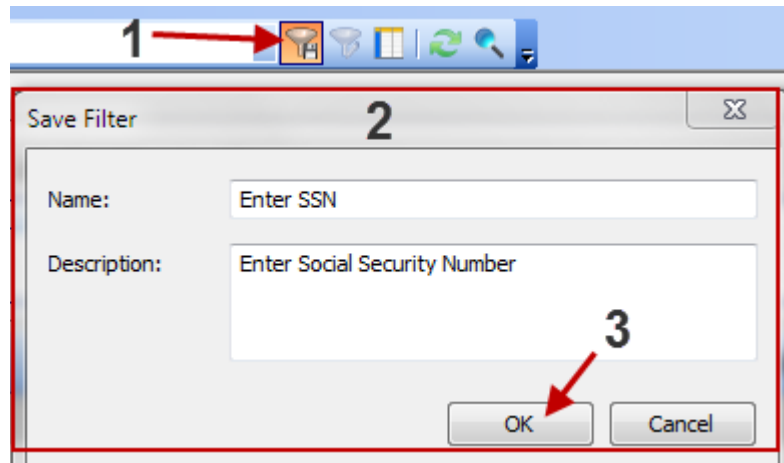 1
Save Filter
2
Name: Enter SSN
Description: Enter Social Security Number
3
OK Cancel